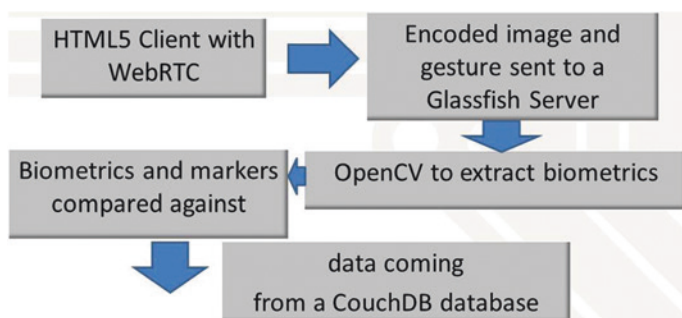 HTML5 Client with
WebRTC
Encoded image and
gesture sent to a
Glassfish Server
OpenCV to extract biometrics
Biometrics and markers
compared against
data coming
from a CouchDB database